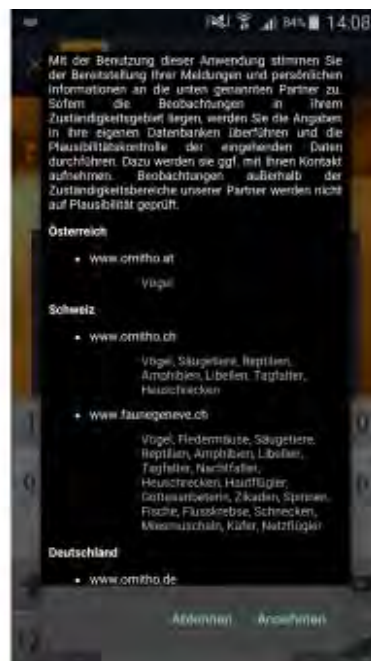 84% 14:08
Mit der Benutzung dieser Anwendung stimmen Sie
der Bereitstellung Ihrer Meldungen und persönlichen
Informationen an die unten genannten Partner zu.
Sofern die Beobachtungen in ihrem
Zuständigkeitsgebiet liegen, werden Sie die Angaben
in ihre eigenen Datenbanken überführen und die
Plausibilitätskontrolle der eingehenden Daten
durchführen. Dazu werden sie ggf. mit Ihnen Kontakt
aufnehmen. Beobachtungen außerhalb der
Zuständigkeitsbereiche unserer Partner werden nicht
auf Plausibilität geprüft.
Österreich
• www.ornitho.at
Vögel
Schweiz
• www.ornitho.ch
Vögel, Säugetiere, Reptilien,
Amphibien, Libellen, Tagfalter,
Heuschrecken
• www.faunegeneve.ch
Vögel, Fledermäuse, Säugetiere,
Reptilien, Amphibien, Libellen,
Tagfalter, Nachtfalter,
Heuschrecken, Hautflügler,
Gottesanbeterin, Zikaden, Spinnen,
Fische, Flusskrebse, Schnecken,
Miesmuscheln, Käfer, Netzflügler
Deutschland
• www.ornitho.de
Ablehnen Annehmen